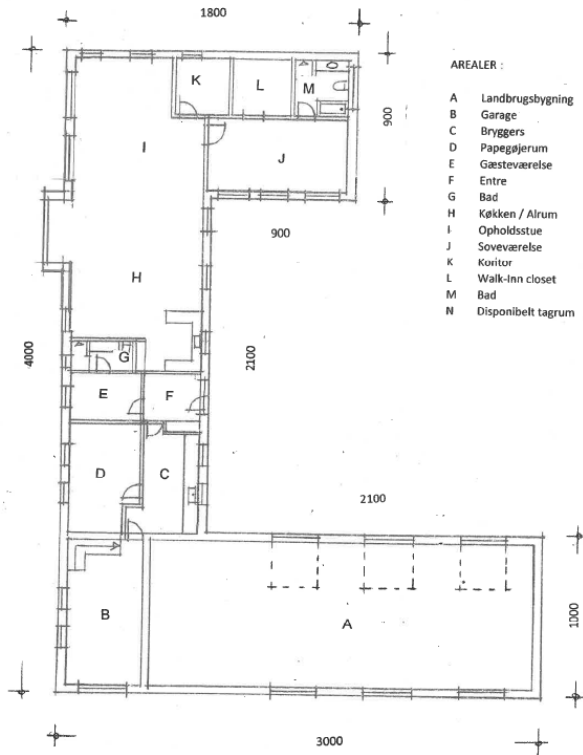 1800
AREALER :
A Landbrugsbygning
B Garage
C Bryggers
D Papegøjerum
E Gæsteværelse
F Entre
G Bad
H Køkken / Alrum
I Opholdsstue
J Soveværelse
K Kontor
L Walk-Inn closet
M Bad
N Disponibelt tagrum
K
L
M
900
I
J
900
H
4000
2100
G
E
F
D
C
2100
B
A
1000
3000